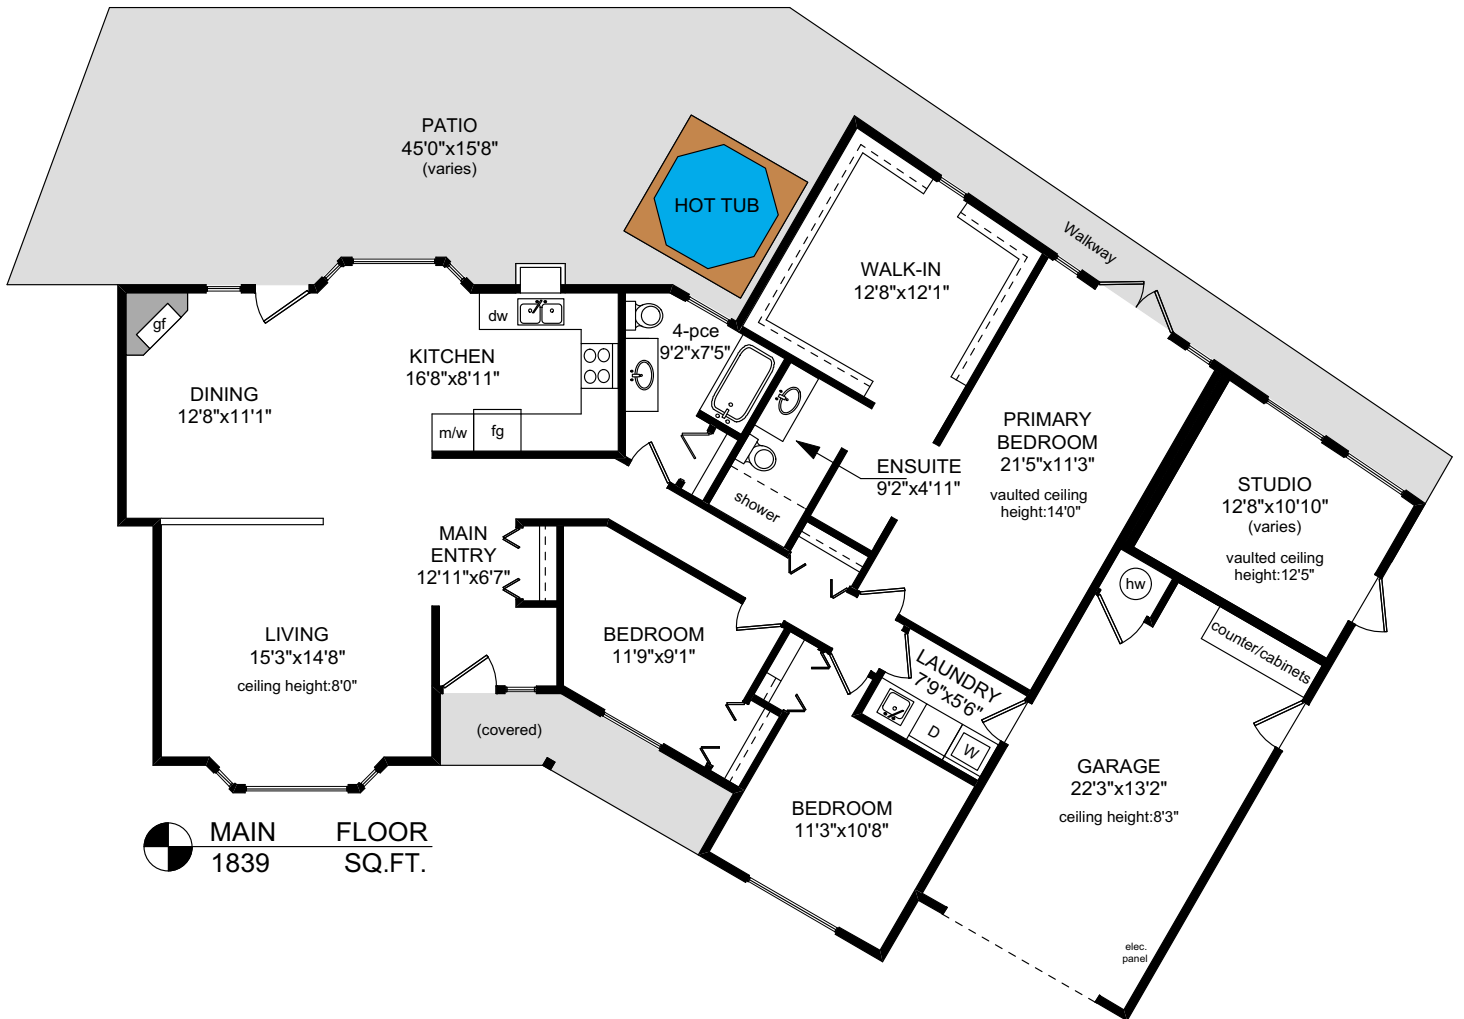 PATIO
45'0"x15'8"
(varies)
HOT TUB
Walkway
WALK-IN
12'8"x12'1"
gf
dw
4-pce
9'2"x7'5"
KITCHEN
16'8"x8'11"
DINING
12'8"x11'1"
m/w
fg
PRIMARY
BEDROOM
21'5"x11'3"
vaulted ceiling
height:14'0"
ENSUITE
9'2"x4'11"
shower
STUDIO
12'8"x10'10"
(varies)
vaulted ceiling
height:12'5"
MAIN
ENTRY
12'11"x6'7"
hw
counter/cabinets
LIVING
15'3"x14'8"
ceiling height:8'0"
BEDROOM
11'9"x9'1"
LAUNDRY
7'9"x5'6"
D
W
(covered)
GARAGE
22'3"x13'2"
ceiling height:8'3"
BEDROOM
11'3"x10'8"
MAIN FLOOR
1839 SQ.FT.
elec.
panel